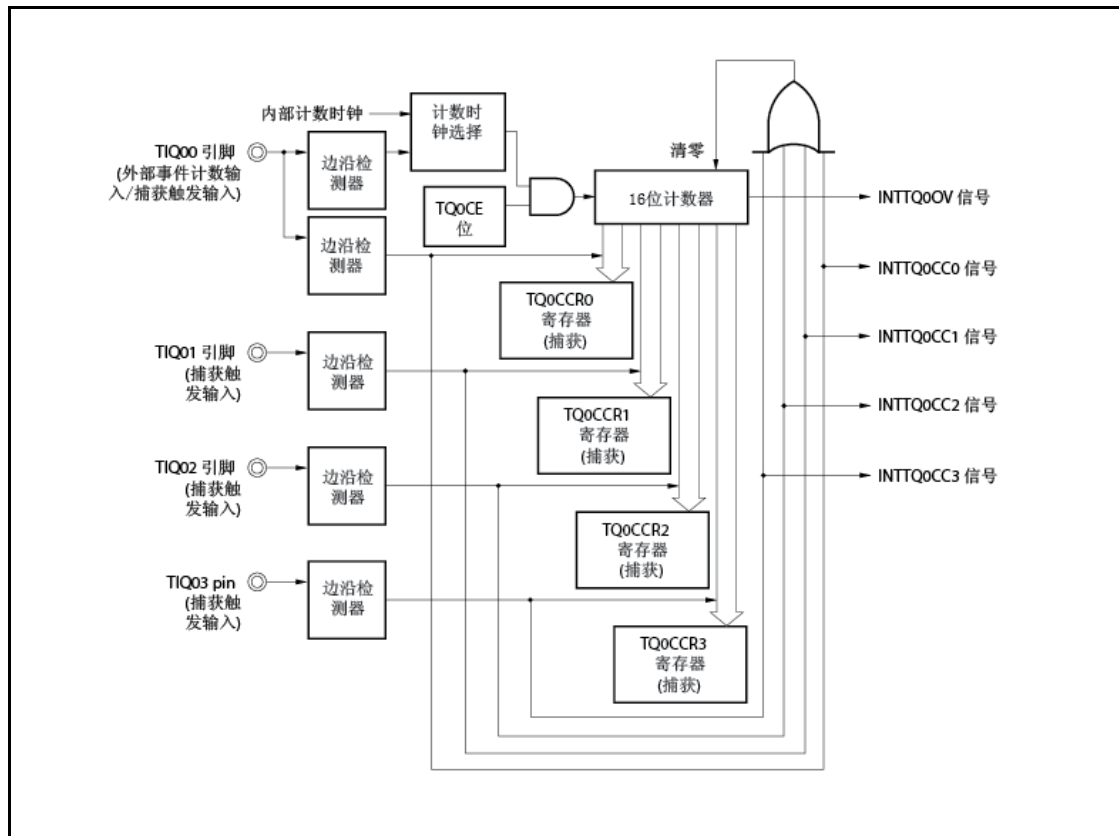 内部计数时钟
计数时
钟选择
TIQ00 引脚
(外部事件计数输
入/捕获触发输入)
边沿检
测器
清零
TQ0CE
位
16位计数器
INTTQ0OV 信号
边沿检
测器
INTTQ0CC0 信号
TQ0CCR0
寄存器
(捕获)
TIQ01 引脚
(捕获触
发输入)
边沿检
测器
INTTQ0CC1 信号
TQ0CCR1
寄存器
(捕获)
INTTQ0CC2 信号
TIQ02 引脚
(捕获触
发输入)
边沿检
测器
INTTQ0CC3 信号
TQ0CCR2
寄存器
(捕获)
TIQ03 pin
(捕获触
发输入)
边沿检
测器
TQ0CCR3
寄存器
(捕获)